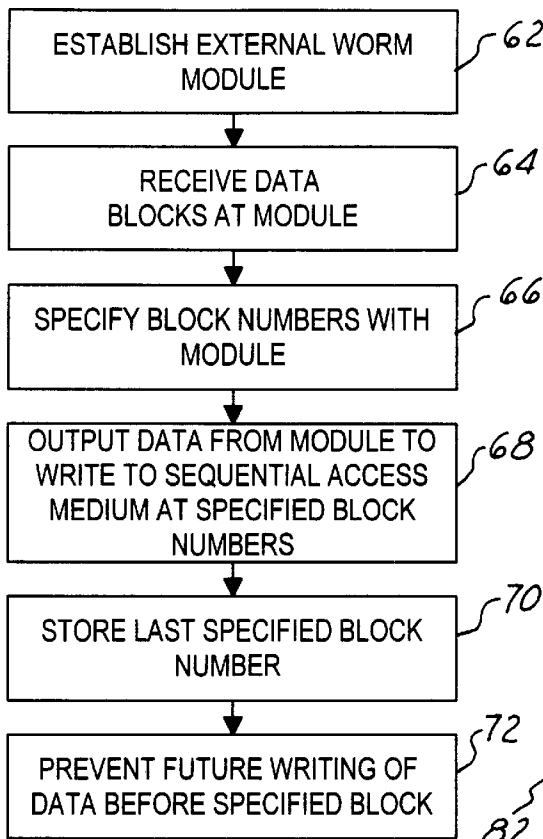 ESTABLISH EXTERNAL WORM
MODULE
62
RECEIVE DATA
BLOCKS AT MODULE
64
SPECIFY BLOCK NUMBERS WITH
MODULE
66
OUTPUT DATA FROM MODULE TO
WRITE TO SEQUENTIAL ACCESS
MEDIUM AT SPECIFIED BLOCK
NUMBERS
68
STORE LAST SPECIFIED BLOCK
NUMBER
70
PREVENT FUTURE WRITING OF
DATA BEFORE SPECIFIED BLOCK
72
82